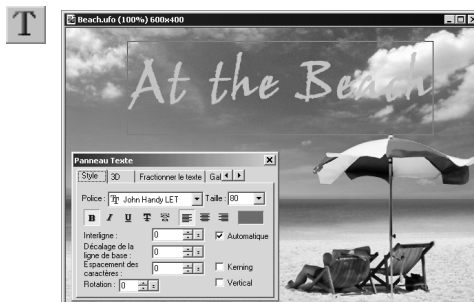 T
Beach.ufo (100%) 600x400
At the Beach
Panneau Texte
Style 3D Fractionner le texte Gal
Police : John Handy LET Taille : 80
B I U T
Interligne : 0 Automatique
Décalage de la ligne de base : 0
Espacement des caractères : 0 Kerning
Rotation : 0 Vertical